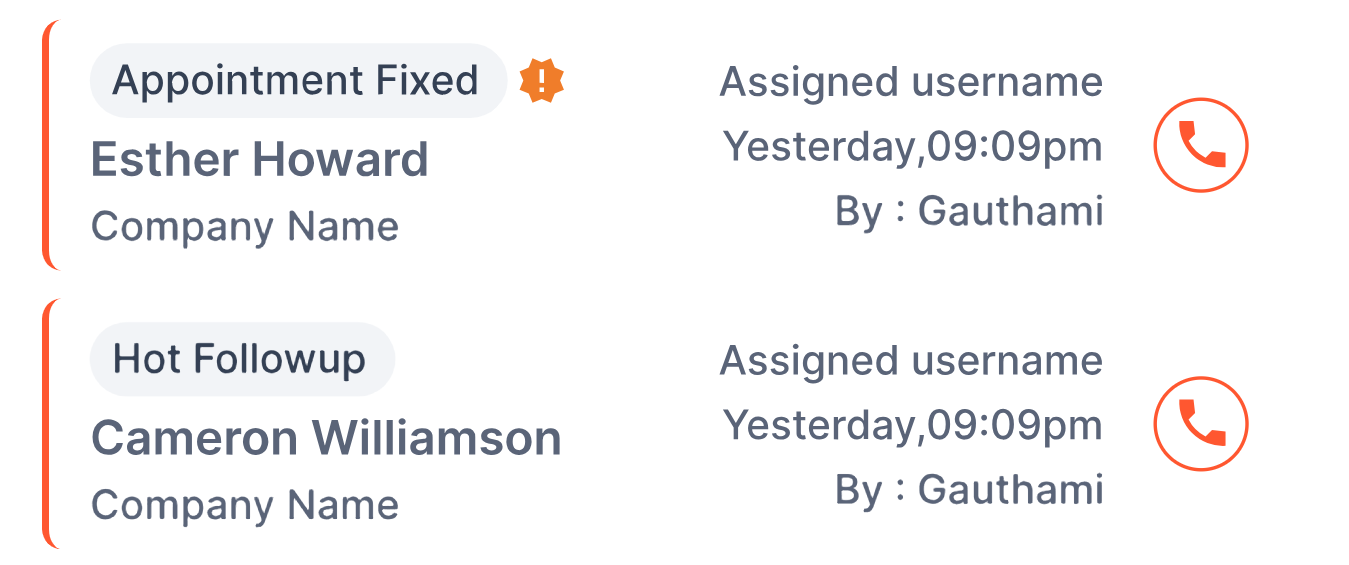 Appointment Fixed
Esther Howard
Company Name
Assigned username
Yesterday,09:09pm
By : Gauthami
Hot Followup
Cameron Williamson
Company Name
Assigned username
Yesterday,09:09pm
By : Gauthami